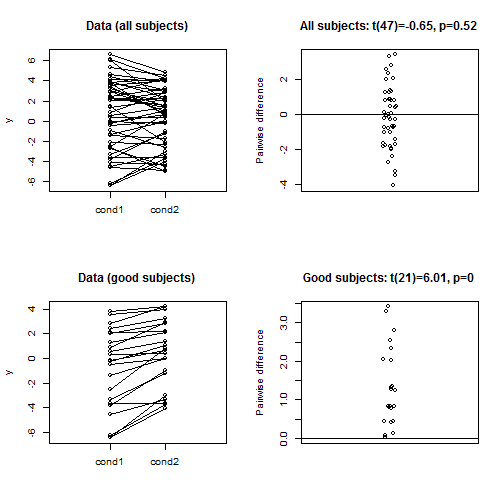 Data (all subjects)
y
6
4
2
0
-2
-4
-6
cond1 cond2
All subjects: t(47)=-0.65, p=0.52
Pairwise difference
2
0
-2
-4
Data (good subjects)
y
4
2
0
-2
-4
-6
cond1 cond2
Good subjects: t(21)=6.01, p=0
Pairwise difference
3.0
2.0
1.0
0.0